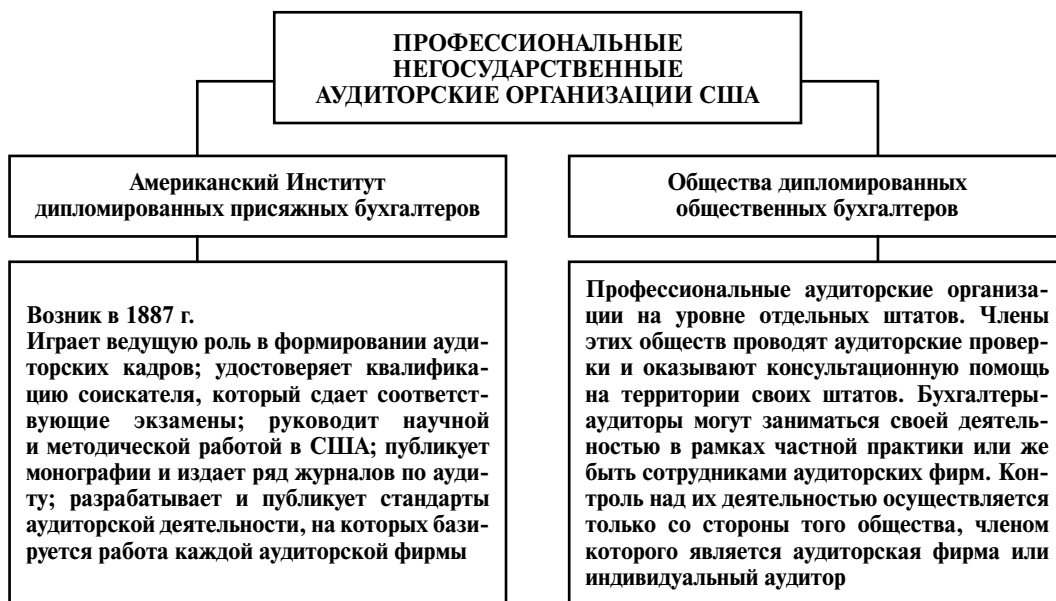 ПРОФЕССИОНАЛЬНЫЕ
НЕГОСУДАРСТВЕННЫЕ
АУДИТОРСКИЕ ОРГАНИЗАЦИИ США
Американский Институт
дипломированных присяжных бухгалтеров
Общества дипломированных
общественных бухгалтеров
Возник в 1887 г.
Играет ведущую роль в формировании ауди-
торских кадров; удостоверяет квалифика-
цию соискателя, который сдает соответст-
вующие экзамены; руководит научной
и методической работой в США; публикует
монографии и издает ряд журналов по ауди-
ту; разрабатывает и публикует стандарты
аудиторской деятельности, на которых бази-
руется работа каждой аудиторской фирмы
Профессиональные аудиторские организа-
ции на уровне отдельных штатов. Члены
этих обществ проводят аудиторские провер-
ки и оказывают консультационную помощь
на территории своих штатов. Бухгалтеры-
аудиторы могут заниматься своей деятель-
ностью в рамках частной практики или же
быть сотрудниками аудиторских фирм. Кон-
троль над их деятельностью осуществляется
только со стороны того общества, членом
которого является аудиторская фирма или
индивидуальный аудитор